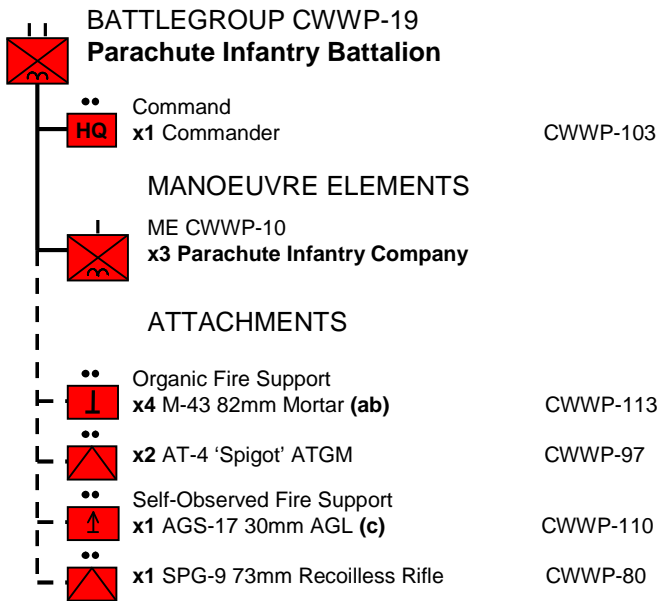 BATTLEGROUP CWWP-19
Parachute Infantry Battalion
Command
HQ x1 Commander CWWP-103
MANOEUVRE ELEMENTS
ME CWWP-10
x3 Parachute Infantry Company
ATTACHMENTS
Organic Fire Support
x4 M-43 82mm Mortar (ab) CWWP-113
x2 AT-4 ‘Spigot’ ATGM CWWP-97
Self-Observed Fire Support
x1 AGS-17 30mm AGL (c) CWWP-110
x1 SPG-9 73mm Recoilless Rifle CWWP-80